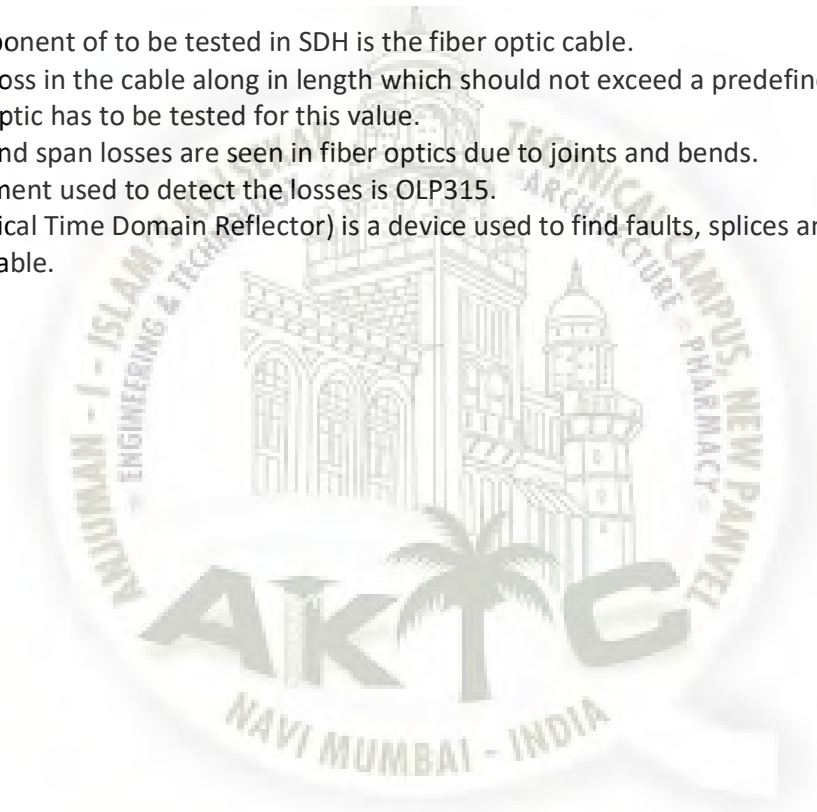 ponent of to be tested in SDH is the fiber optic cable.
oss in the cable along in length which should not exceed a predefin
ptic has to be tested for this value.
nd span losses are seen in fiber optics due to joints and bends.
ment used to detect the losses is OLP315.
ical Time Domain Reflector) is a device used to find faults, splices an
able.
ANJUMAN - I - ISLAM'S KALSEKAR TECHNICAL CAMPUS, NEW PANVEL
ENGINEERING & TECHNOLOGY ARCHITECTURE PHARMACY
AKTC
NAVI MUMBAI - INDIA